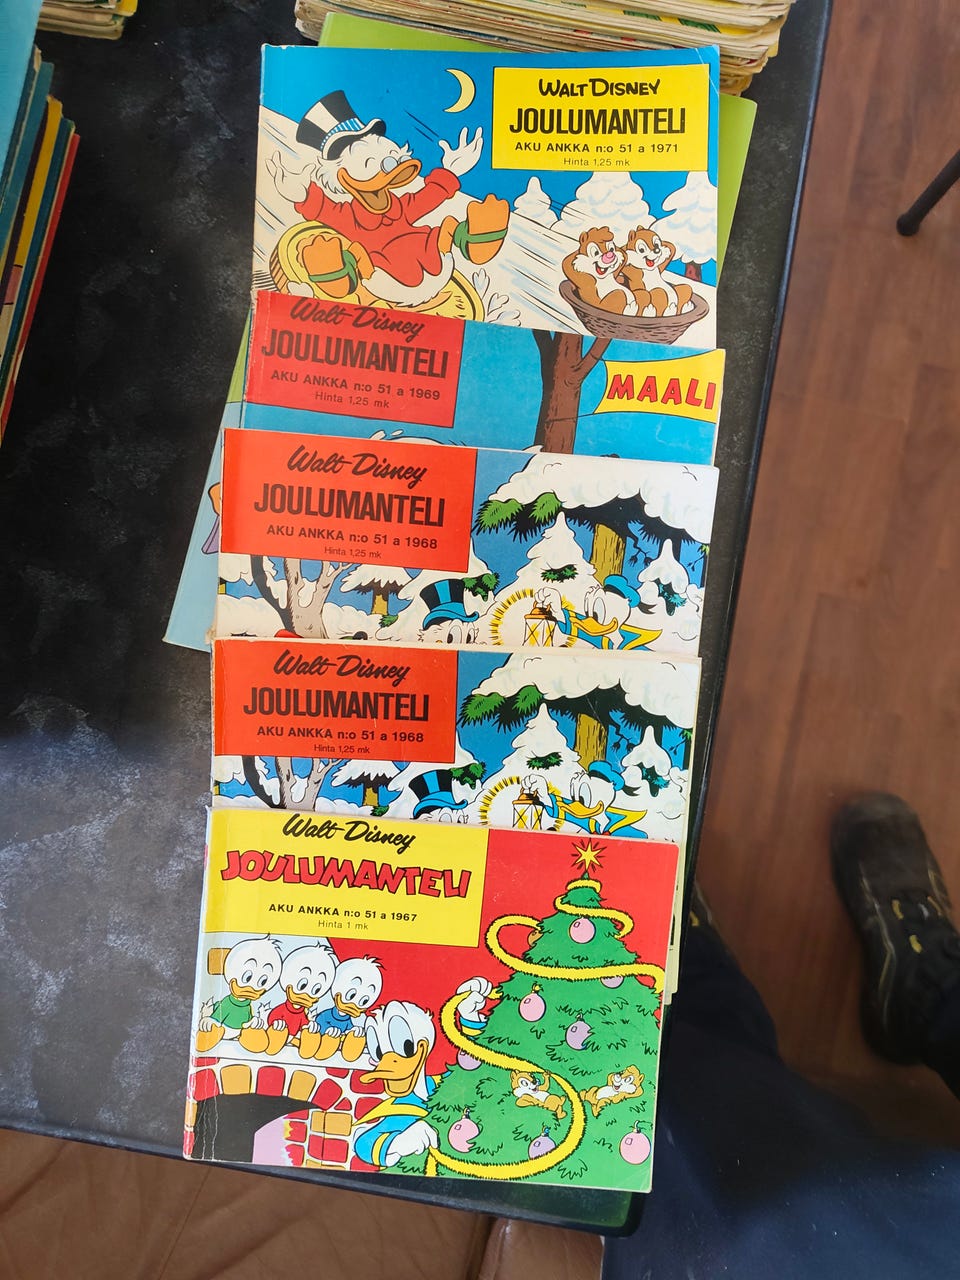 WALT DISNEY
JOULUMANTELI
AKU ANKKA n:o 51 a 1971
Hinta 1,25 mk
Walt Disney
JOULUMANTELI
AKU ANKKA n:o 51 a 1969
Hinta 1,25 mk
MAALI
Walt Disney
JOULUMANTELI
AKU ANKKA n:o 51 a 1968
Hinta 1,25 mk
Walt Disney
JOULUMANTELI
AKU ANKKA n:o 51 a 1968
Hinta 1,25 mk
Walt Disney
JOULUMANTELI
AKU ANKKA n:o 51 a 1967
Hinta 1 mk